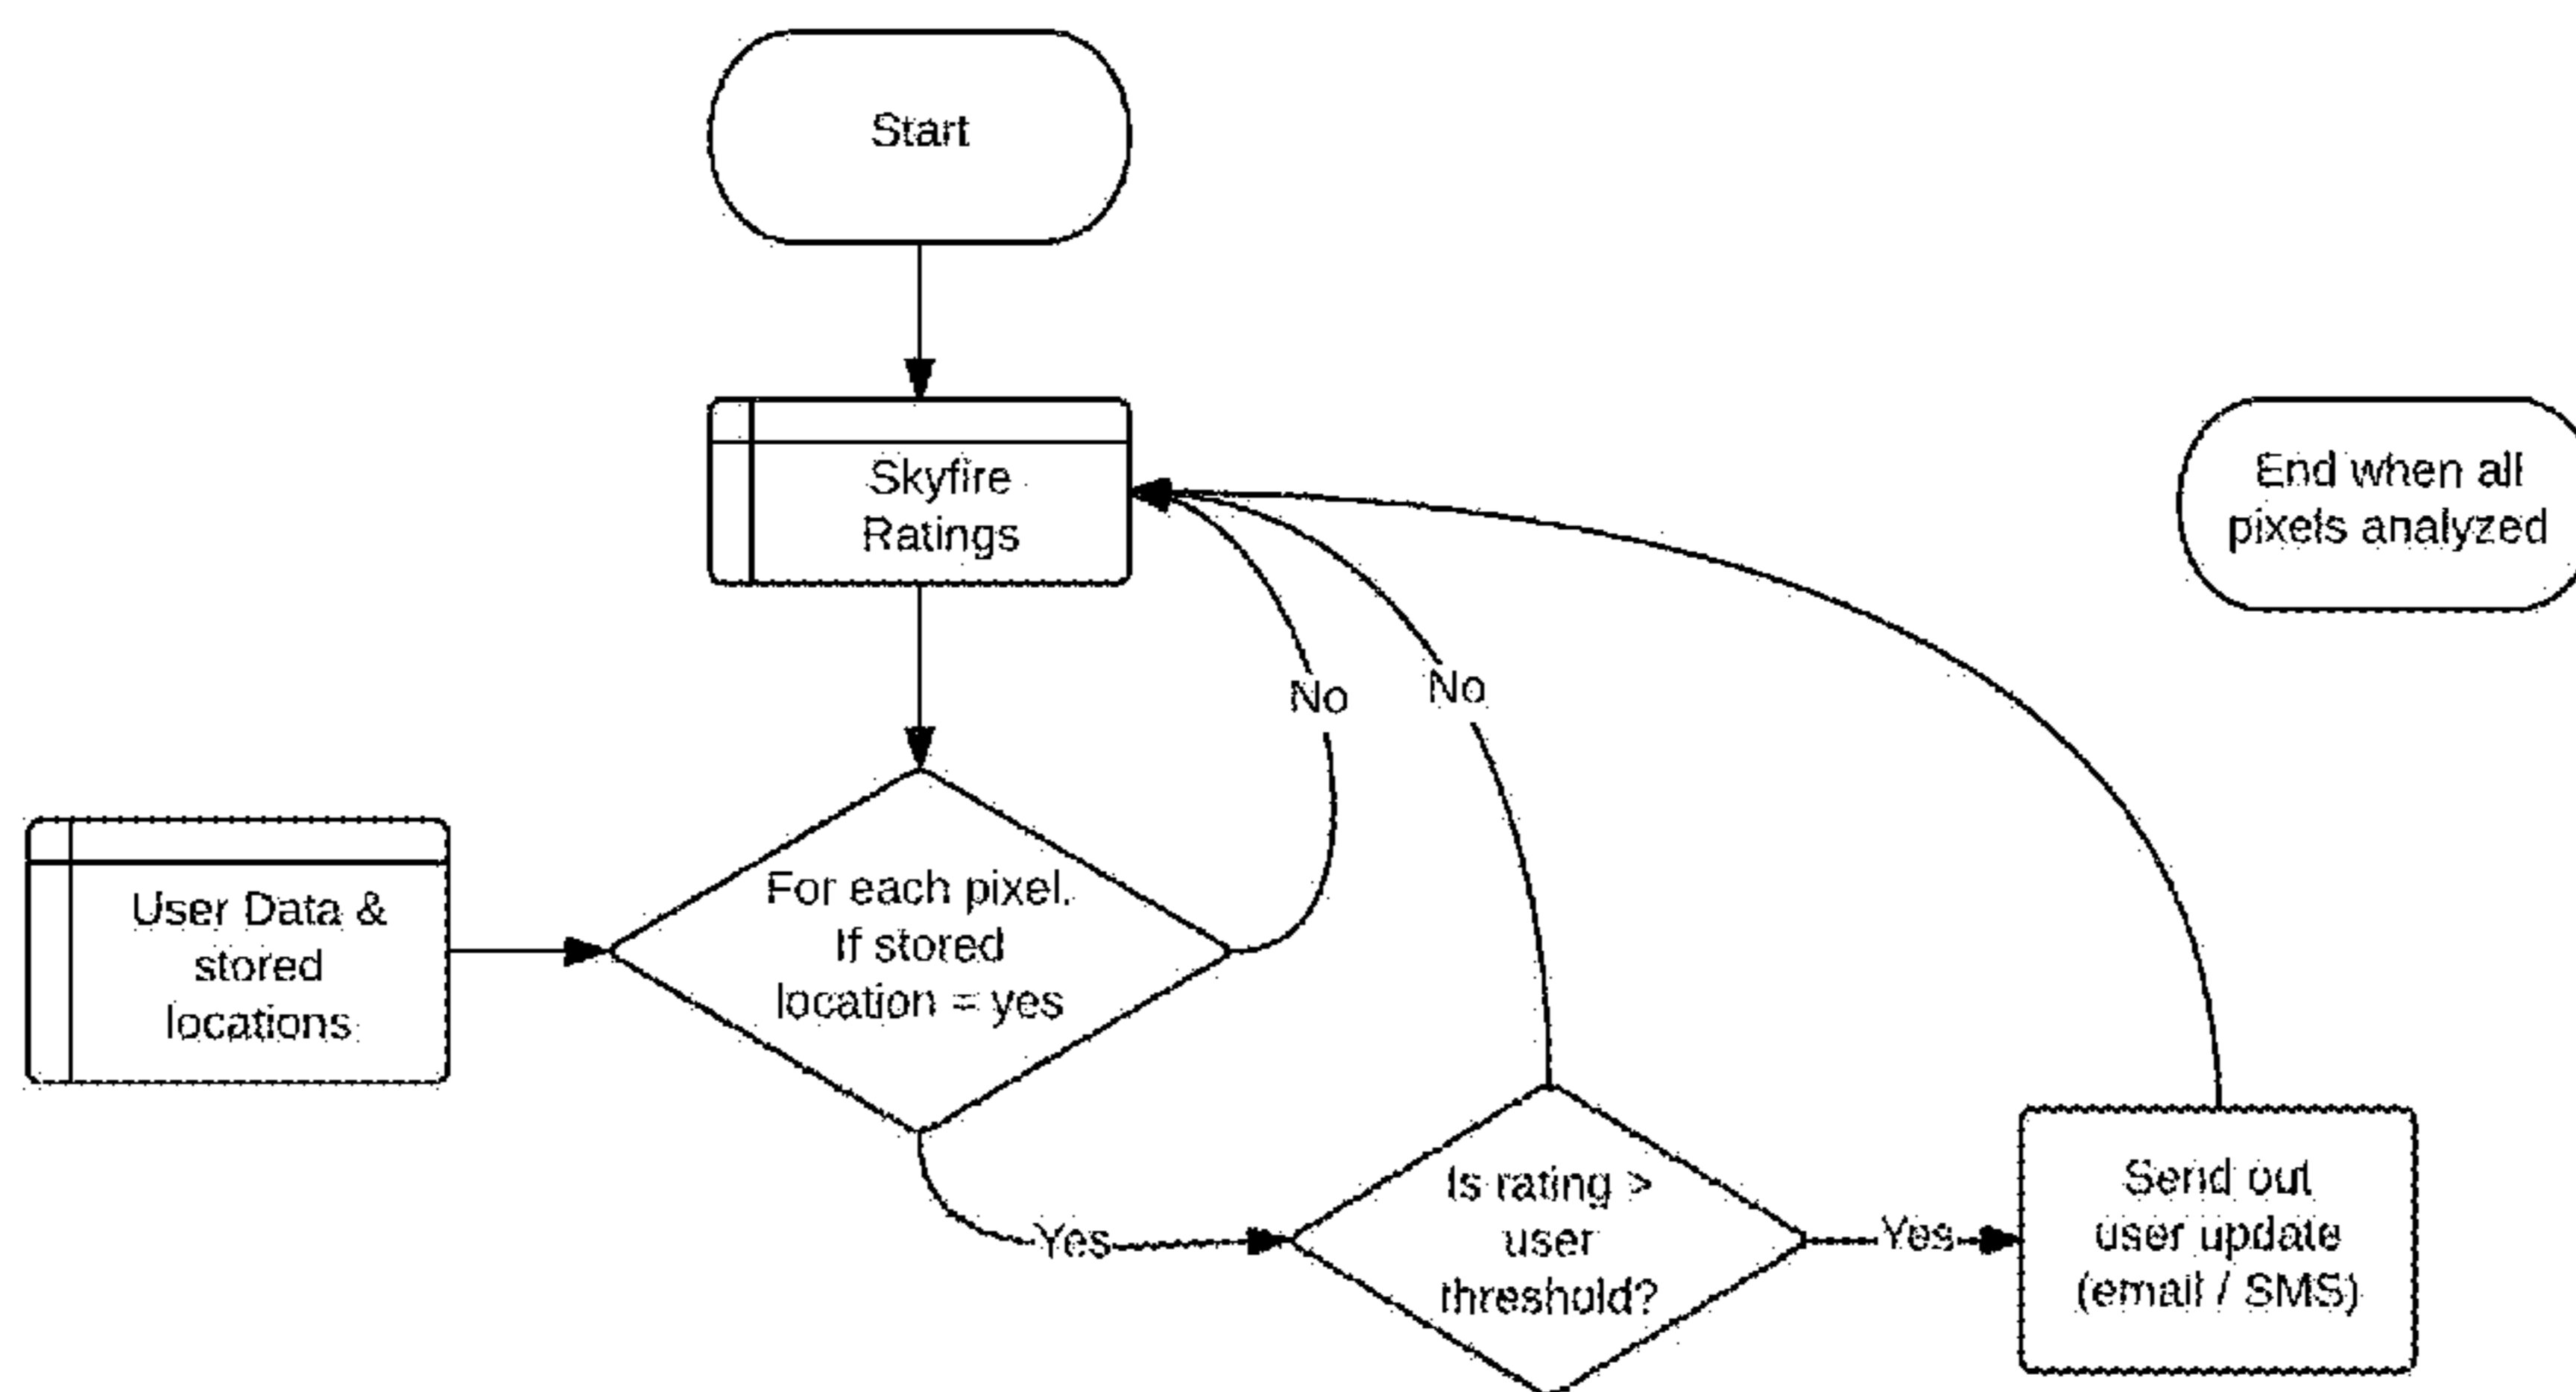 Start
Skyfire
Ratings
End when all
pixels analyzed
No
No
User Data &
stored
locations
For each pixel.
If stored
location = yes
Yes
Is rating >
user
threshold?
Yes
Send out
user update
(email / SMS)